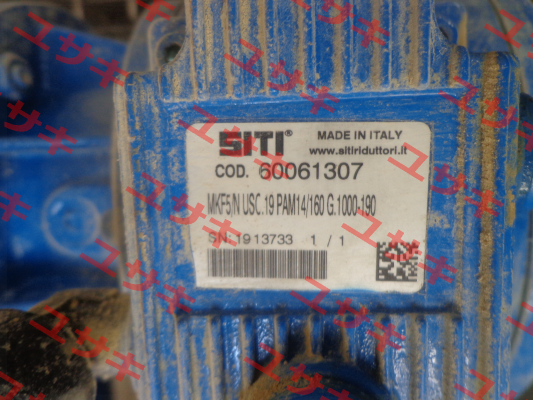 SITI® MADE IN ITALY
www.sitiriduttori.it
COD. 60061307
MKF5/N USC.19 PAM14/160 G.1000-190
SN: 1913733 1 / 1
ユサキ